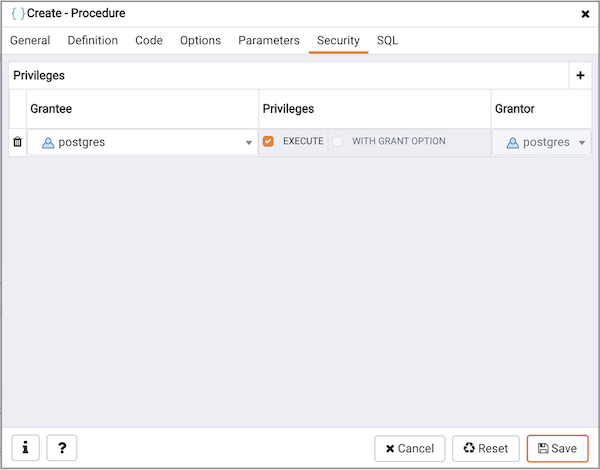 Create - Procedure
General Definition Code Options Parameters Security SQL
Privileges
Grantee Privileges Grantor
postgres EXECUTE WITH GRANT OPTION postgres
i ? Cancel Reset Save